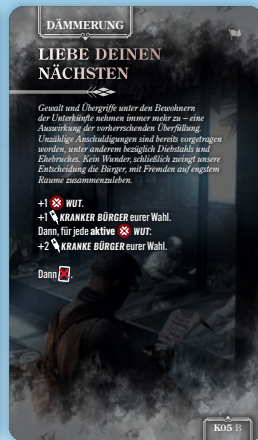 DÄMMERUNG
LIEBE DEINEN
NÄCHSTEN
Gewalt und Übergriffe unter den Bewohnern
der Unterkünfte nehmen immer mehr zu – eine
Auswirkung der vorherrschenden Überfüllung.
Unzählige Anschuldigungen sind bereits vorgetragen
worden, unter anderem bezüglich Diebstahls und
Ehebruches. Kein Wunder, schließlich zwingt unsere
Entscheidung die Bürger, mit Fremden auf engstem
Raume zusammenzuleben.
+1 WUT.
+1 KRANKER BÜRGER eurer Wahl.
Dann, für jede aktive WUT:
+2 KRANKE BÜRGER eurer Wahl.
Dann .
K05 B